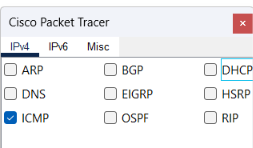 Cisco Packet Tracer
IPv4 IPv6 Misc
ARP BGP DHCP
DNS EIGRP HSRP
ICMP OSPF RIP